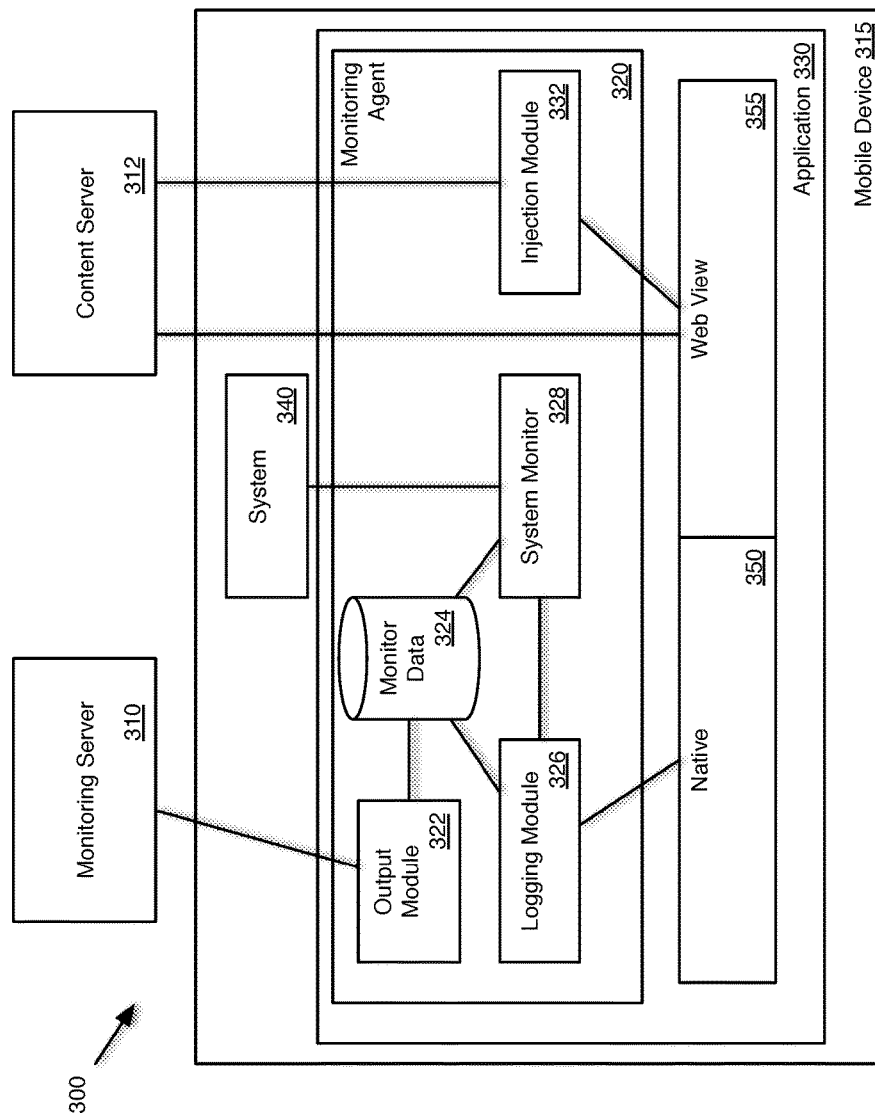 300
Monitoring Server
310
Content Server
312
System
340
Monitoring
Agent
320
Output
Module
322
Monitor
Data
324
Logging Module
326
System Monitor
328
Injection Module
332
Native
350
Web View
355
Application 330
Mobile Device 315